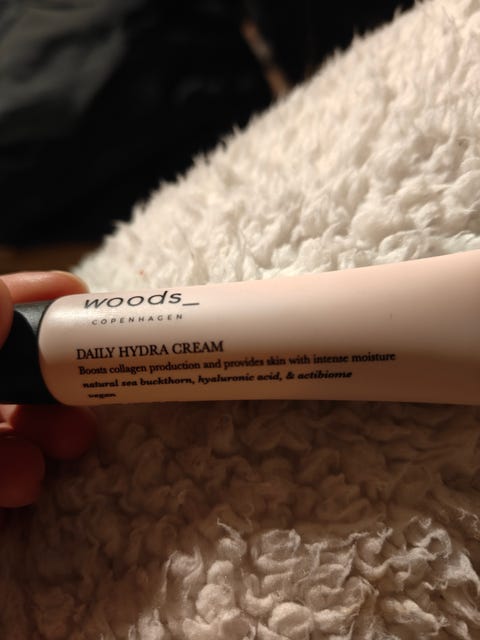 woods_
COPENHAGEN
DAILY HYDRA CREAM
Boosts collagen production and provides skin with intense moisture
natural sea buckthorn, hyaluronic acid, & actibiome
vegan